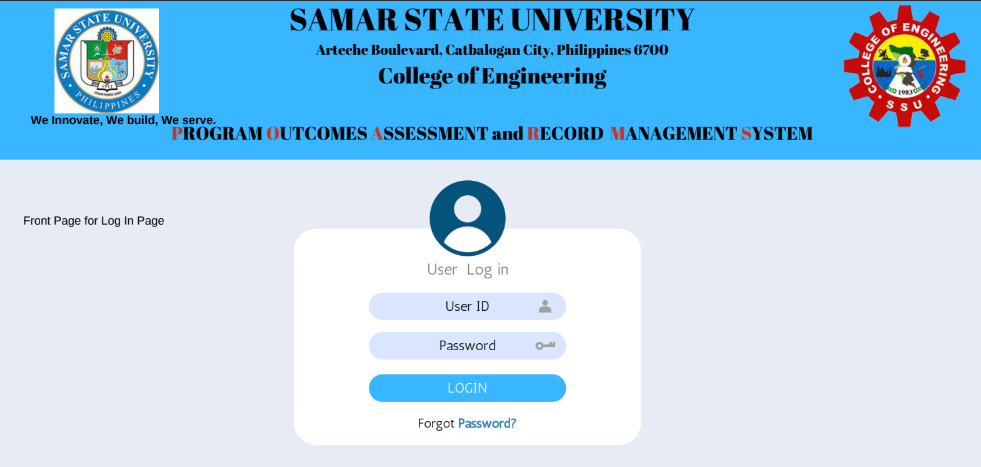 SAMAR STATE UNIVERSITY
Arteche Boulevard, Catbalogan City, Philippines 6700
College of Engineering
SAMAR STATE UNIVERSITY
PHILIPPINES
COLLEGE OF ENGINEERING
1983
SSU
We Innovate, We build, We serve.
PROGRAM OUTCOMES ASSESSMENT and RECORD MANAGEMENT SYSTEM
Front Page for Log In Page
User Log in
User ID
Password
LOGIN
Forgot Password?